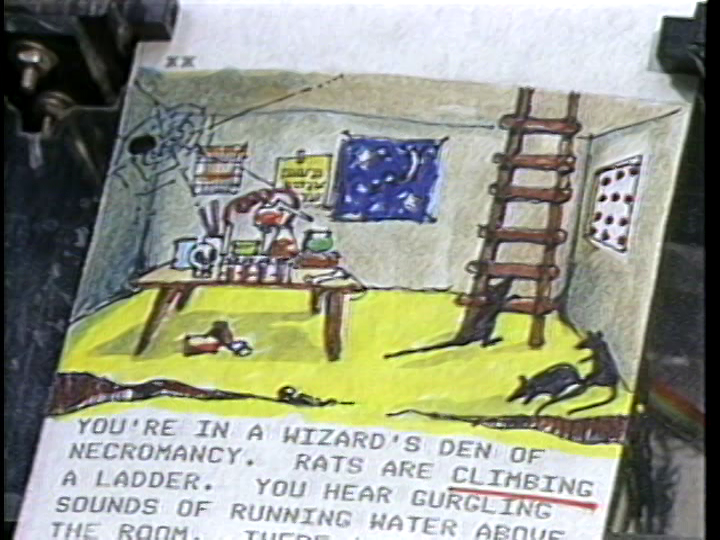 XX
YOU'RE IN A WIZARD'S DEN OF
NECROMANCY. RATS ARE CLIMBING
A LADDER. YOU HEAR GURGLING
SOUNDS OF RUNNING WATER ABOVE
THE ROOM. THERE